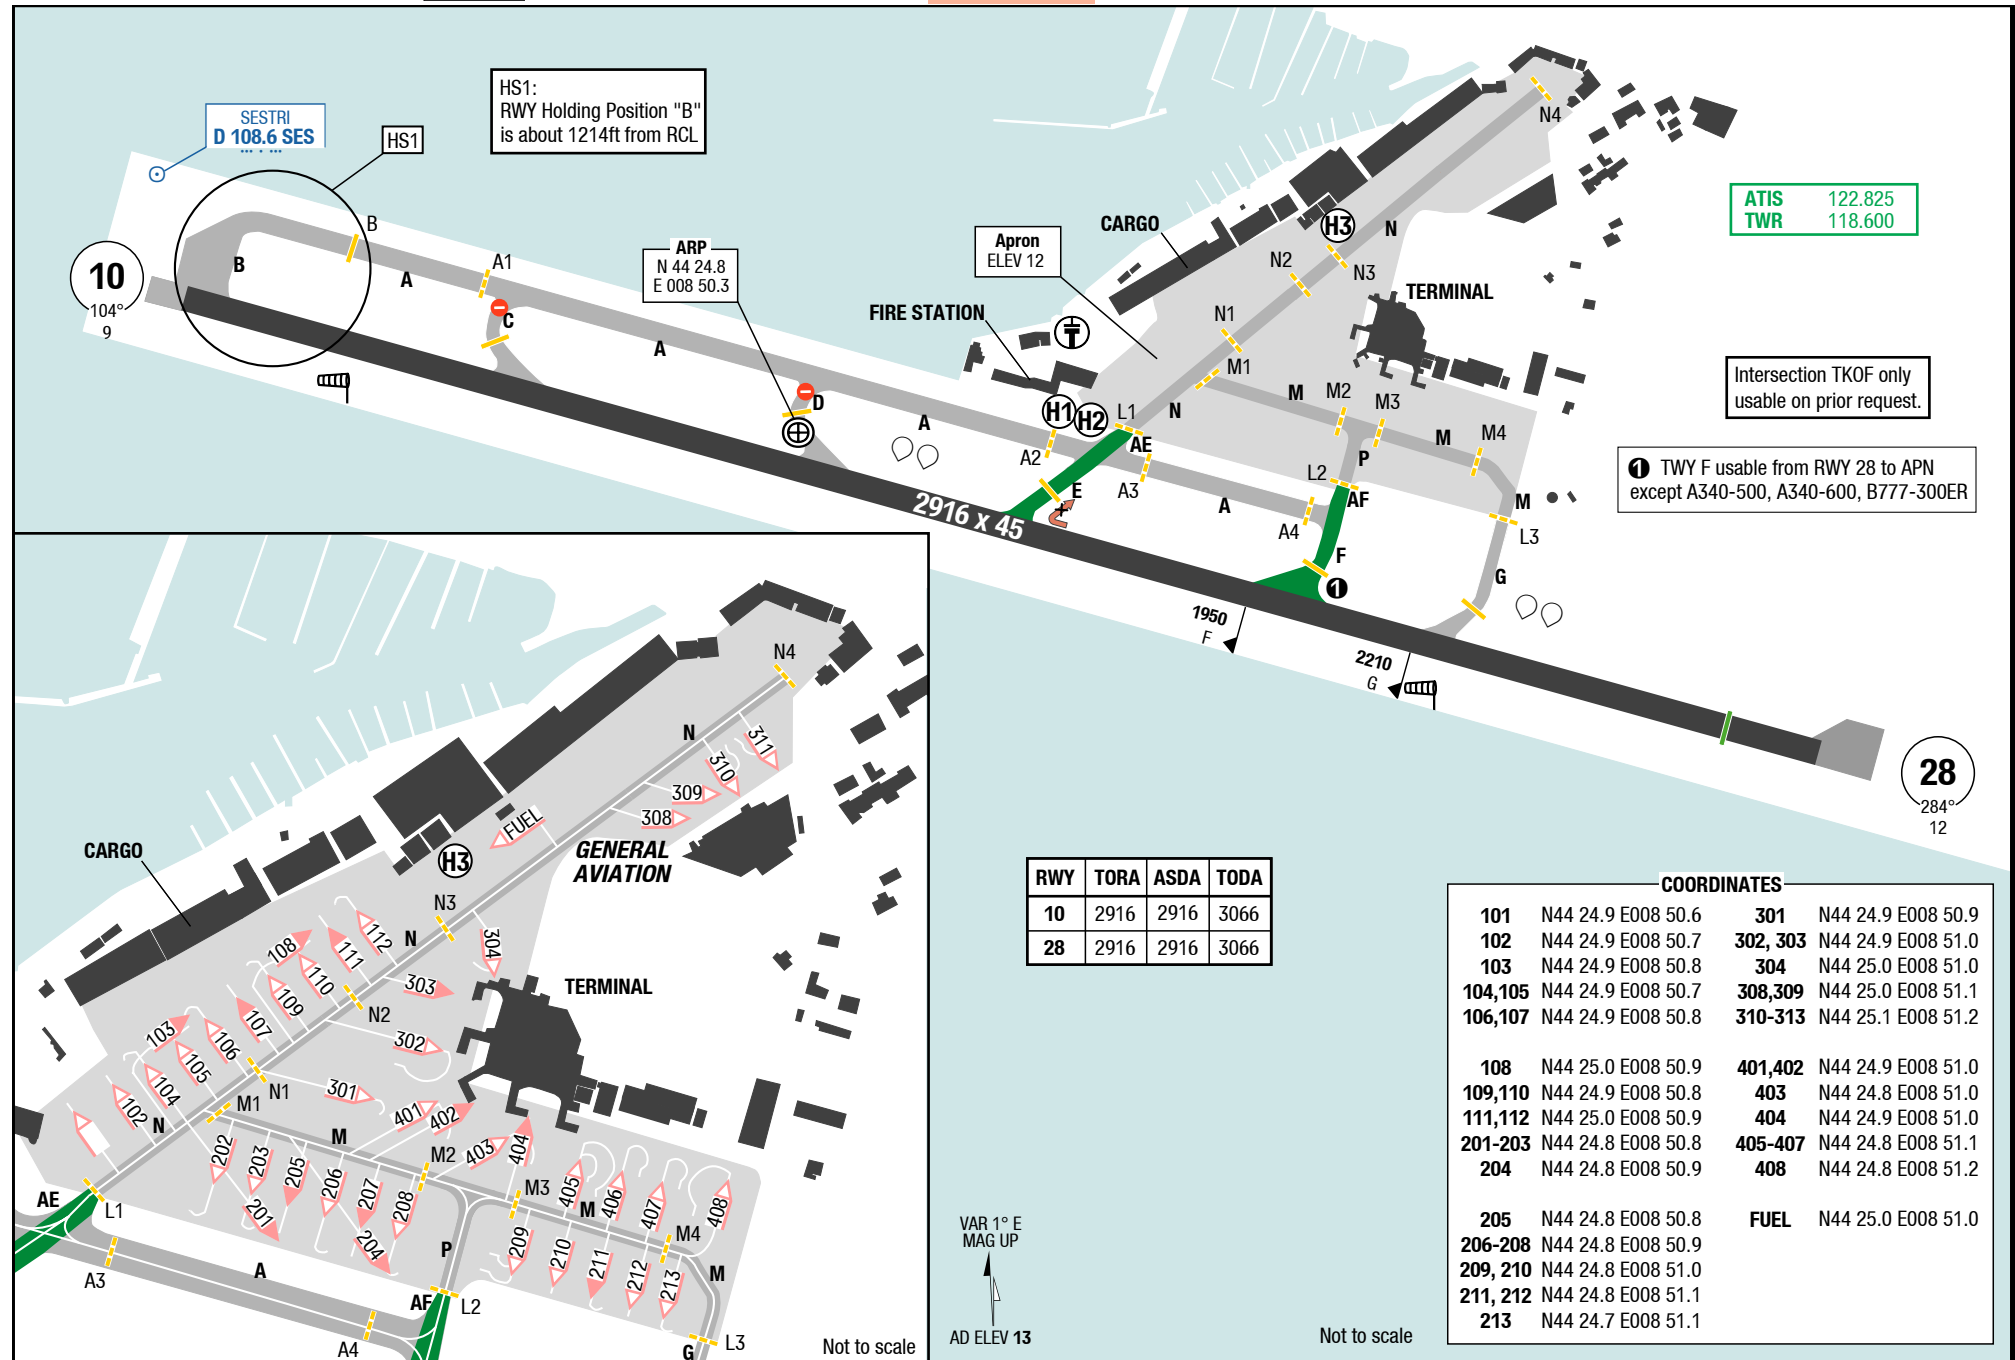 SESTRI
D 108.6 SES
HS1
HS1:
RWY Holding Position "B"
is about 1214ft from RCL
10
104°
9
B
B
A
A1
C
A
ARP
N 44 24.8
E 008 50.3
D
A
FIRE STATION
Apron
ELEV 12
CARGO
H3
N
N4
N2
N3
N1
TERMINAL
M1
M
M2
M3
M
M4
N
H1
H2
L1
AE
A2
A3
E
A
L2
P
AF
A4
F
1
M
L3
G
2916 x 45
1950
F
2210
G
28
284°
12
ATIS 122.825
TWR 118.600
Intersection TKOF only
usable on prior request.
1 TWY F usable from RWY 28 to APN
except A340-500, A340-600, B777-300ER
N4
N
311
310
309
308
FUEL
GENERAL
AVIATION
CARGO
H3
N3
N
112
111
108
110
109
304
303
TERMINAL
N2
107
103
106
105
302
104
102
N1
M1
301
401
402
N
M
M2
403
404
202
203
205
206
207
208
201
204
M3
405
406
407
408
M
M4
209
210
211
212
213
M
P
AE
L1
A3
A
AF
L2
A4
G
L3
Not to scale
RWY TORA ASDA TODA
10 2916 2916 3066
28 2916 2916 3066
VAR 1° E
MAG UP
AD ELEV 13
Not to scale
COORDINATES
101 N44 24.9 E008 50.6 301 N44 24.9 E008 50.9
102 N44 24.9 E008 50.7 302, 303 N44 24.9 E008 51.0
103 N44 24.9 E008 50.8 304 N44 25.0 E008 51.0
104,105 N44 24.9 E008 50.7 308,309 N44 25.0 E008 51.1
106,107 N44 24.9 E008 50.8 310-313 N44 25.1 E008 51.2
108 N44 25.0 E008 50.9 401,402 N44 24.9 E008 51.0
109,110 N44 24.9 E008 50.8 403 N44 24.8 E008 51.0
111,112 N44 25.0 E008 50.9 404 N44 24.9 E008 51.0
201-203 N44 24.8 E008 50.8 405-407 N44 24.8 E008 51.1
204 N44 24.8 E008 50.9 408 N44 24.8 E008 51.2
205 N44 24.8 E008 50.8 FUEL N44 25.0 E008 51.0
206-208 N44 24.8 E008 50.9
209, 210 N44 24.8 E008 51.0
211, 212 N44 24.8 E008 51.1
213 N44 24.7 E008 51.1